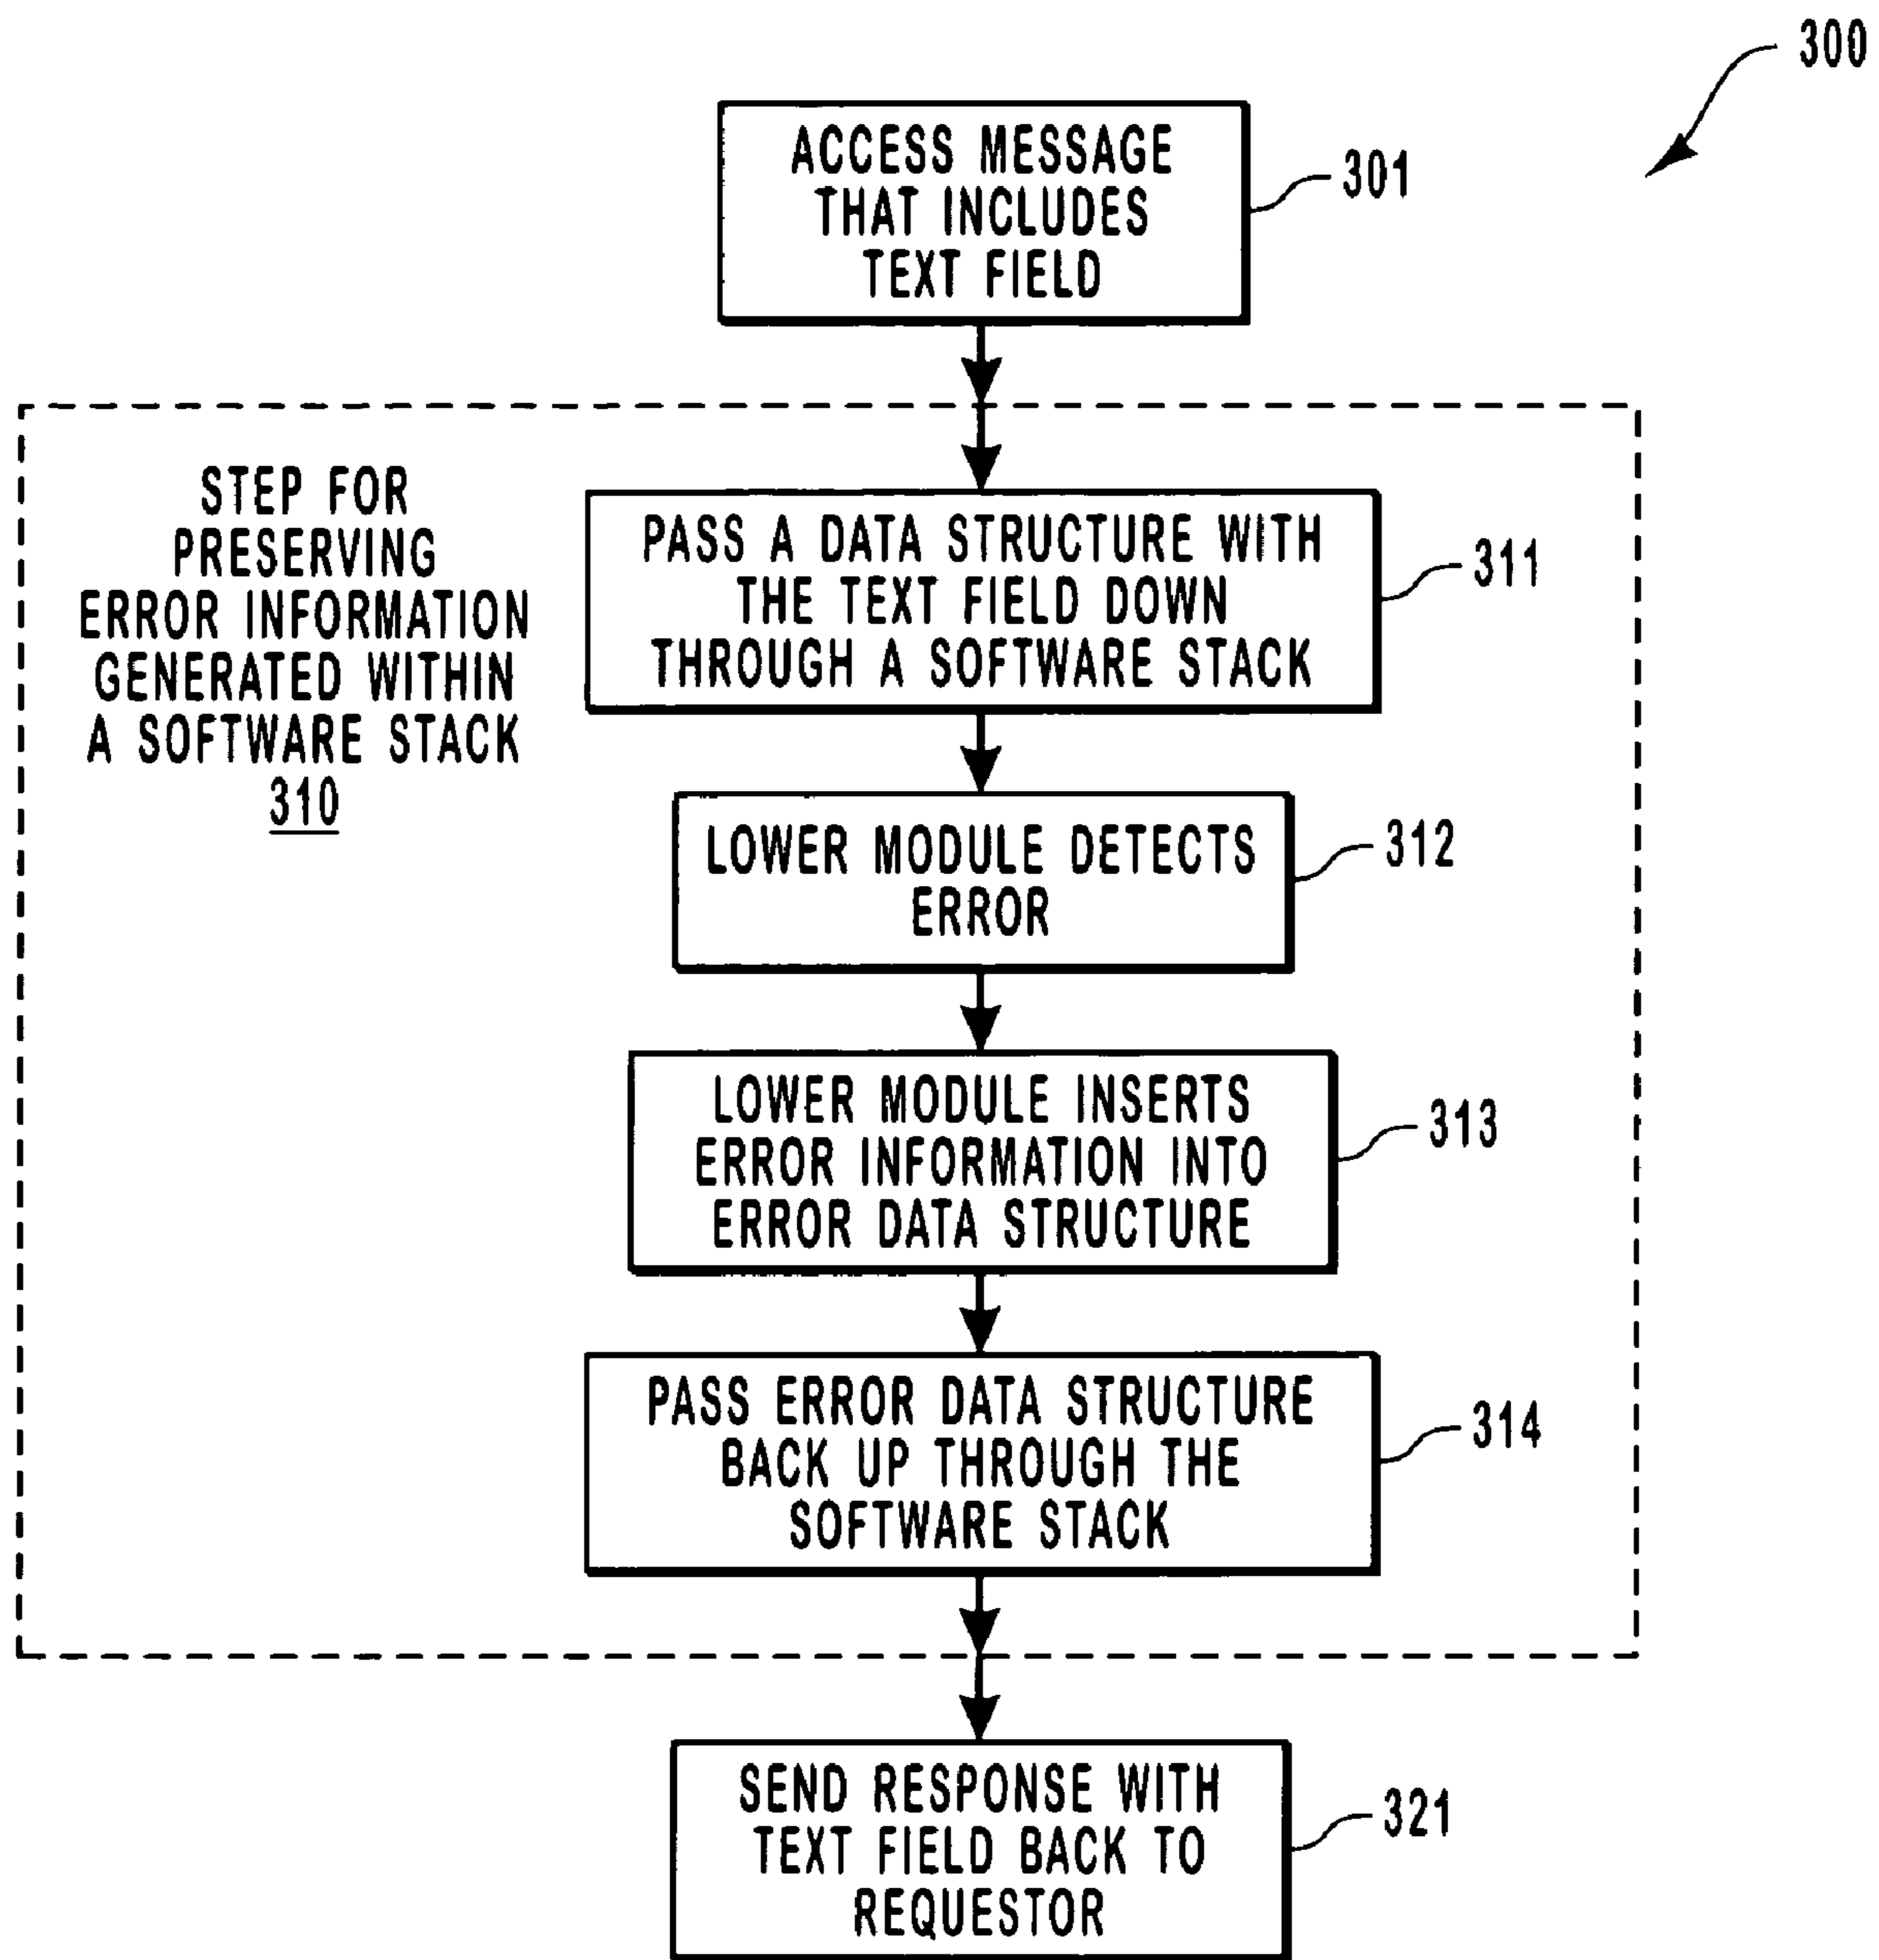 300
ACCESS MESSAGE
THAT INCLUDES
TEXT FIELD
301
STEP FOR
PRESERVING
ERROR INFORMATION
GENERATED WITHIN
A SOFTWARE STACK
310
PASS A DATA STRUCTURE WITH
THE TEXT FIELD DOWN
THROUGH A SOFTWARE STACK
311
LOWER MODULE DETECTS
ERROR
312
LOWER MODULE INSERTS
ERROR INFORMATION INTO
ERROR DATA STRUCTURE
313
PASS ERROR DATA STRUCTURE
BACK UP THROUGH THE
SOFTWARE STACK
314
SEND RESPONSE WITH
TEXT FIELD BACK TO
REQUESTOR
321